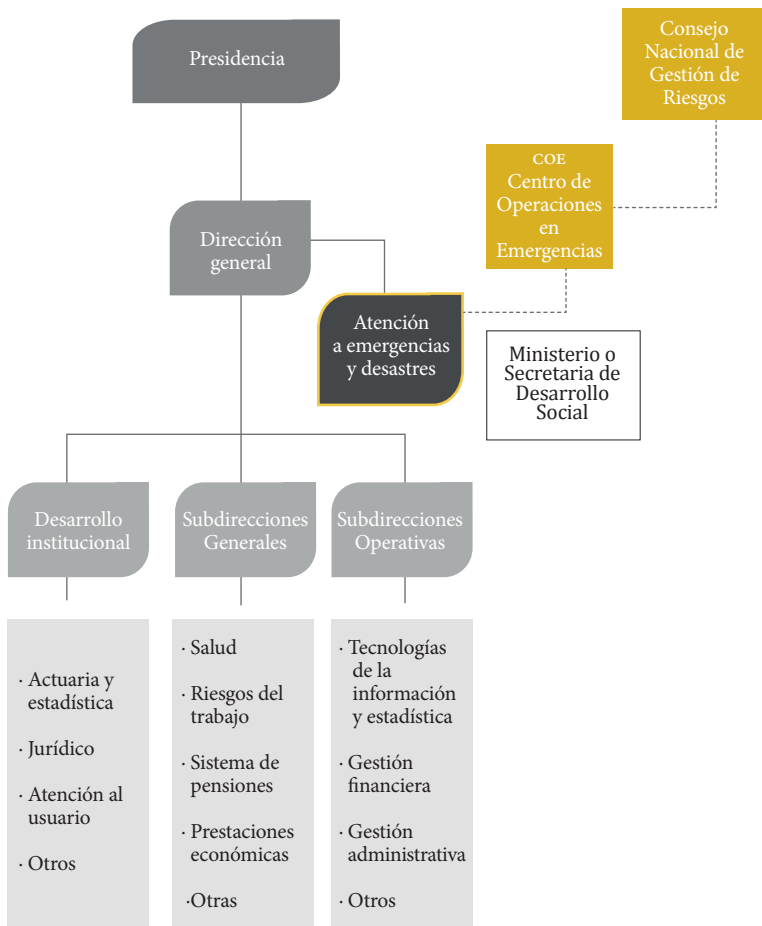 Presidencia
Consejo
Nacional de
Gestión de
Riesgos
COE
Centro de
Operaciones
en
Emergencias
Dirección
general
Atención
a emergencias
y desastres
Ministerio o
Secretaria de
Desarrollo
Social
Desarrollo
institucional
Subdirecciones
Generales
Subdirecciones
Operativas
· Actuaria y
estadística
· Jurídico
· Atención al
usuario
· Otros
· Salud
· Riesgos del
trabajo
· Sistema de
pensiones
· Prestaciones
económicas
·Otras
· Tecnologías
de la
información
y estadística
· Gestión
financiera
· Gestión
administrativa
· Otros